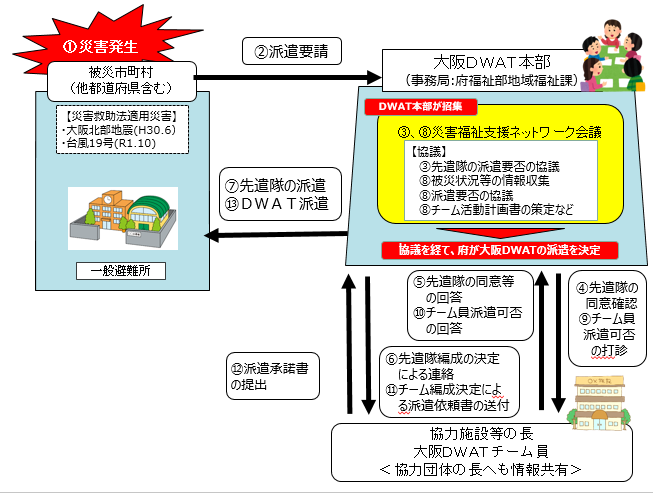 ①災害発生
被災市町村
（他都道府県含む）
【災害救助法適用災害】
・大阪北部地震(H30.6)
・台風19号(R1.10)
一般避難所
②派遣要請
大阪DWAT本部
（事務局:府福祉部地域福祉課）
DWAT本部が招集
③、⑧災害福祉支援ネットワーク会議
【協議】
③先遣隊の派遣要否の協議
⑧被災状況等の情報収集
⑧派遣要否の協議
⑧チーム活動計画書の策定など
協議を経て、府が大阪DWATの派遣を決定
⑦先遣隊の派遣
⑬ＤＷＡＴ派遣
⑤先遣隊の同意等
の回答
⑩チーム員派遣可否
の回答
④先遣隊の
同意確認
⑨チーム員
派遣可否
の打診
⑫派遣承諾書
の提出
⑥先遣隊編成の決定
による連絡
⑪チーム編成決定によ
る派遣依頼書の送付
協力施設等の長
大阪DWATチーム員
＜協力団体の長へも情報共有＞